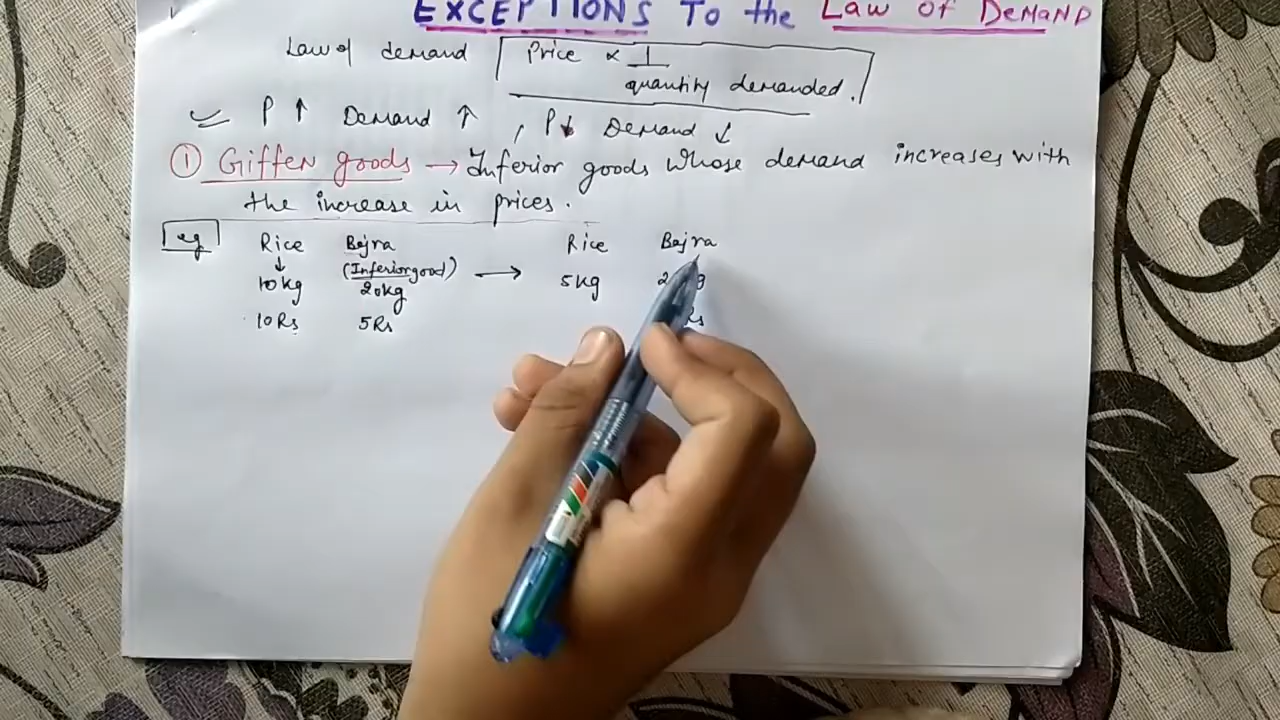 EXCEPTIONS To the Law of DEMAND
Law of demand Price ∝ 1
quantity demanded.
P ↑ Demand ↑ , P↓ Demand ↓
① Giffen goods → Inferior goods whose demand increases with
the increase in prices.
eg Rice Bajra Rice Bajra
↓ (Inferior good) →
10kg 20kg 5kg
10Rs 5Rs